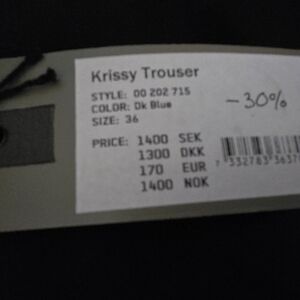 Krissy Trouser
STYLE: 00 202 715
COLOR: Dk Blue
SIZE: 36
-30%
PRICE: 1400 SEK
1300 DKK
170 EUR
1400 NOK